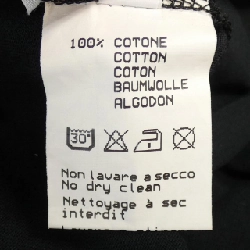 100% COTONE
COTTON
COTON
BAUMWOLLE
ALGODON
30°
Non lavare a secco
No dry clean
Nettoyage à sec
interdit